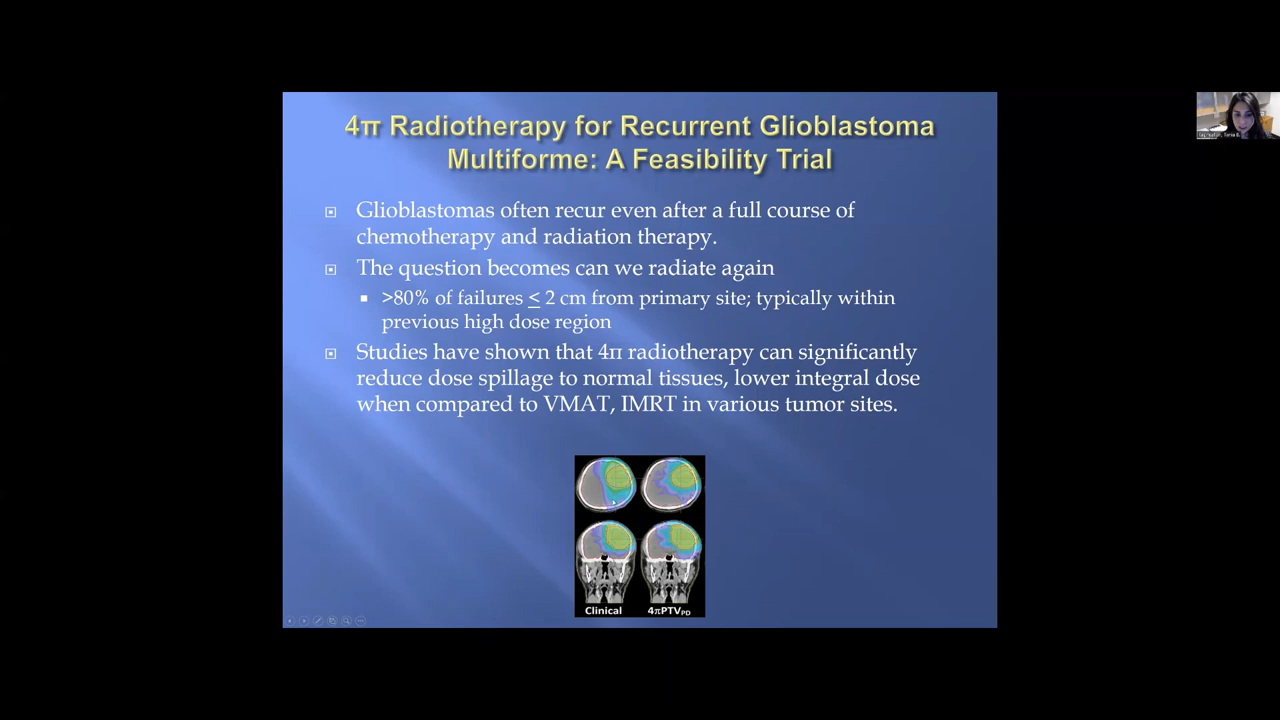 4π Radiotherapy for Recurrent Glioblastoma
Multiforme: A Feasibility Trial
Glioblastomas often recur even after a full course of
chemotherapy and radiation therapy.
The question becomes can we radiate again
>80% of failures ≤ 2 cm from primary site; typically within
previous high dose region
Studies have shown that 4π radiotherapy can significantly
reduce dose spillage to normal tissues, lower integral dose
when compared to VMAT, IMRT in various tumor sites.
Clinical 4πPTVPD